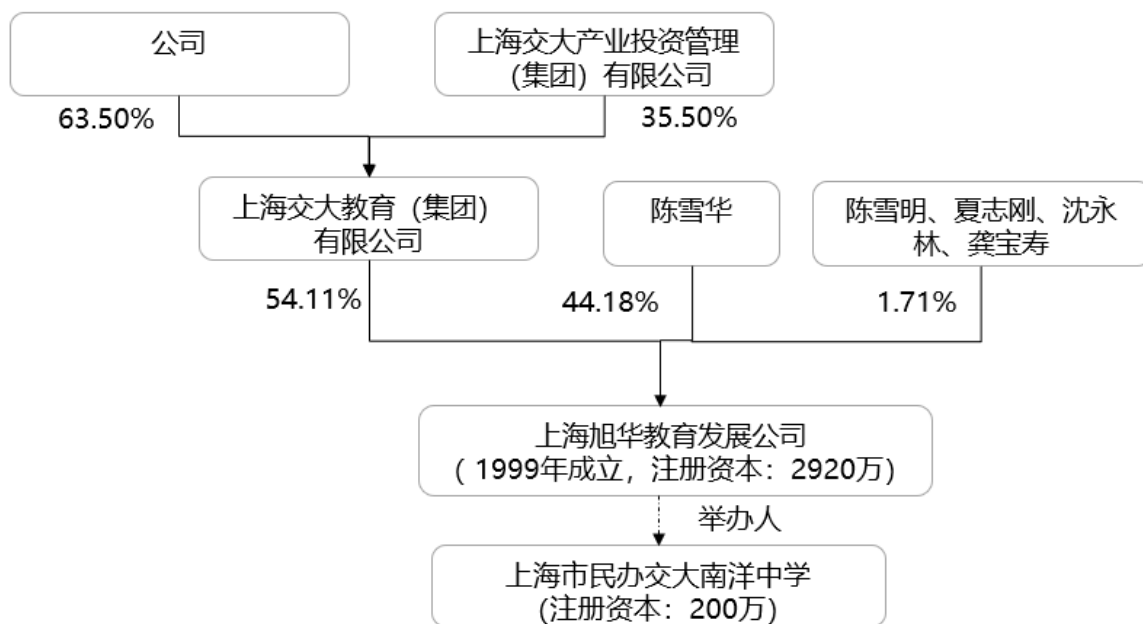 公司
上海交大产业投资管理
（集团）有限公司
63.50%
35.50%
上海交大教育（集团）
有限公司
陈雪华
陈雪明、夏志刚、沈永
林、龚宝寿
54.11%
44.18%
1.71%
上海旭华教育发展公司
（ 1999年成立，注册资本：2920万）
举办人
上海市民办交大南洋中学
(注册资本：200万)